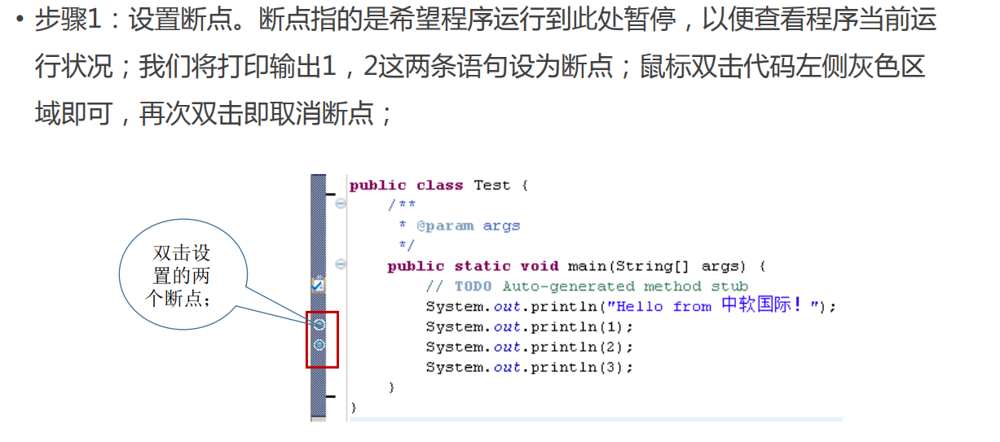 • 步骤1：设置断点。断点指的是希望程序运行到此处暂停，以便查看程序当前运
行状况；我们将打印输出1，2这两条语句设为断点；鼠标双击代码左侧灰色区
域即可，再次双击即取消断点；
双击设
置的两
个断点；
public class Test {
/**
* @param args
*/
public static void main(String[] args) {
// TODO Auto-generated method stub
System.out.println("Hello from 中软国际！");
System.out.println(1);
System.out.println(2);
System.out.println(3);
}
}